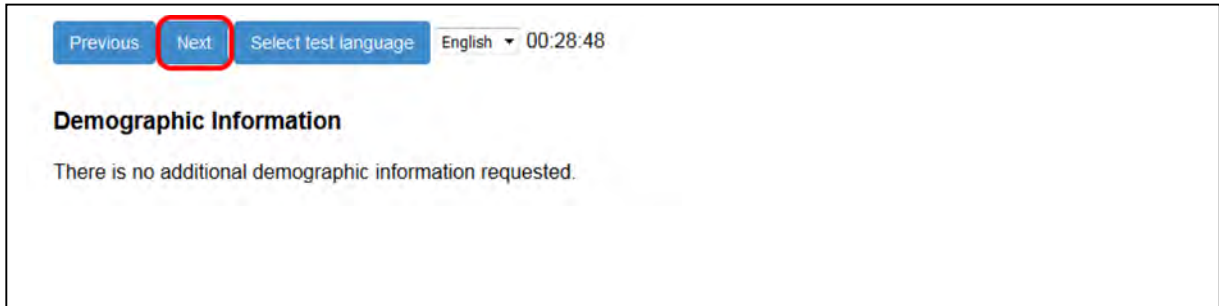 Previous Next Select test language English 00:28:48
Demographic Information
There is no additional demographic information requested.